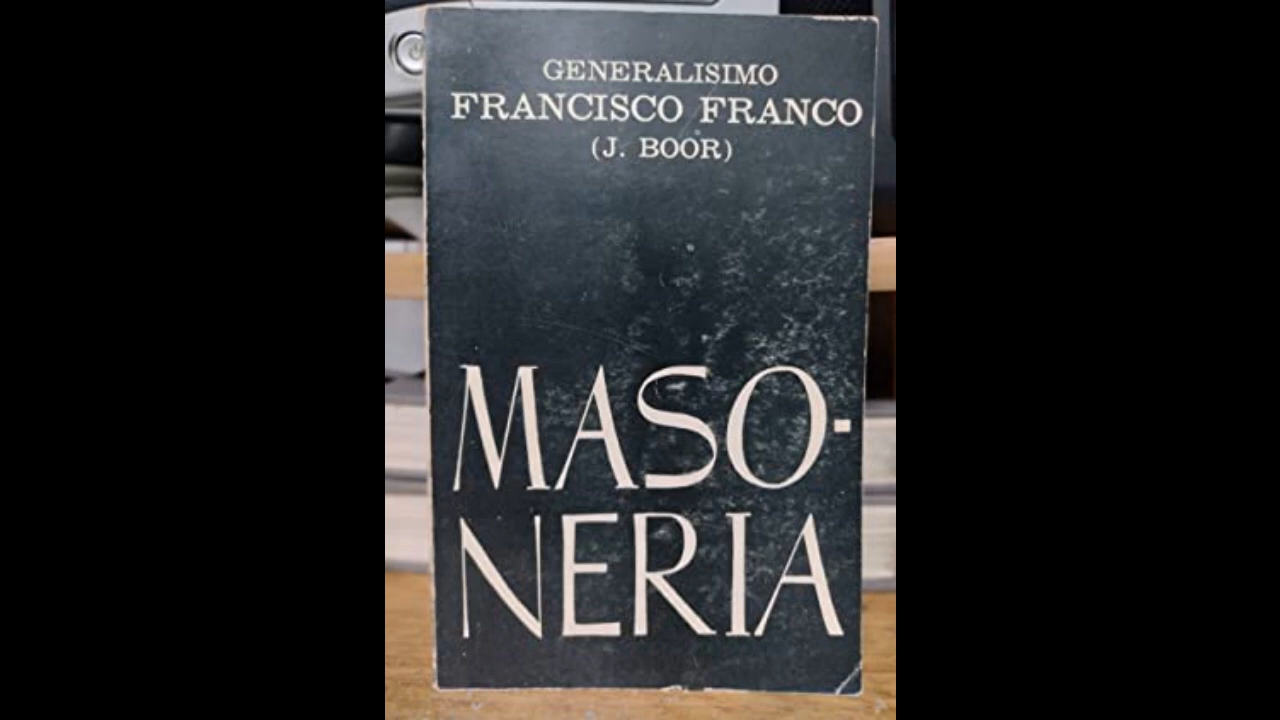 GENERALISIMO
FRANCISCO FRANCO
(J. BOOR)
MASO-
NERIA